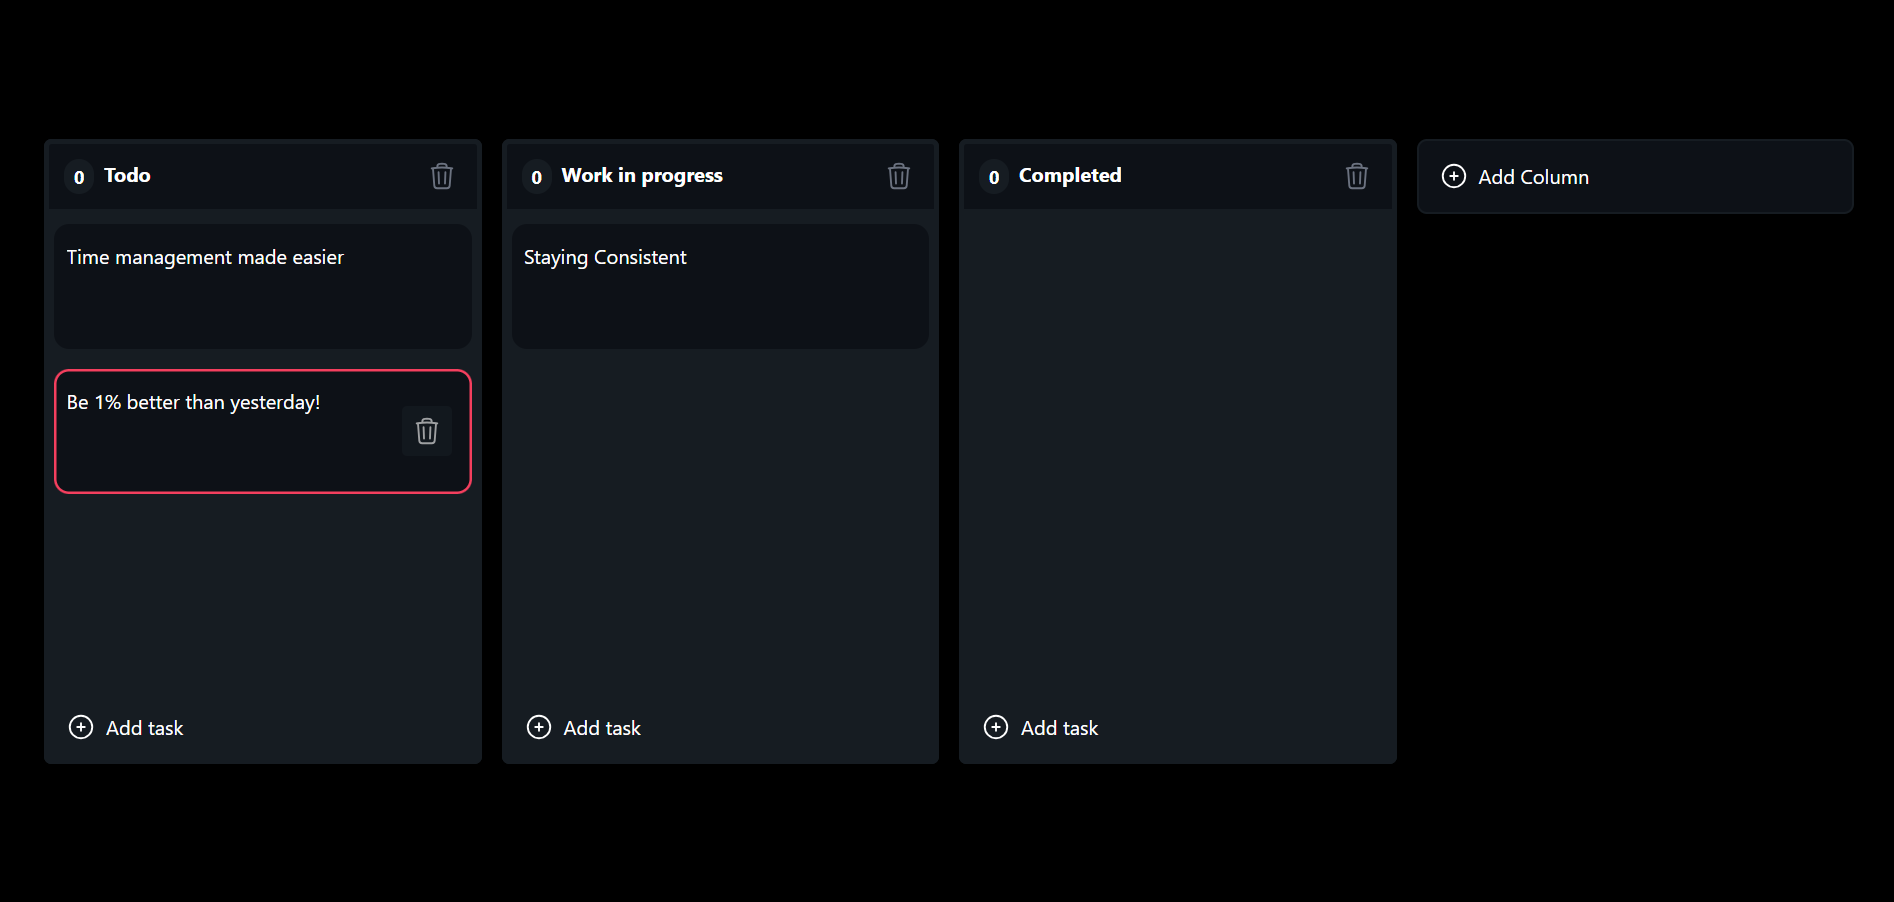 0 Todo
Time management made easier
Be 1% better than yesterday!
Add task
0 Work in progress
Staying Consistent
Add task
0 Completed
Add task
Add Column